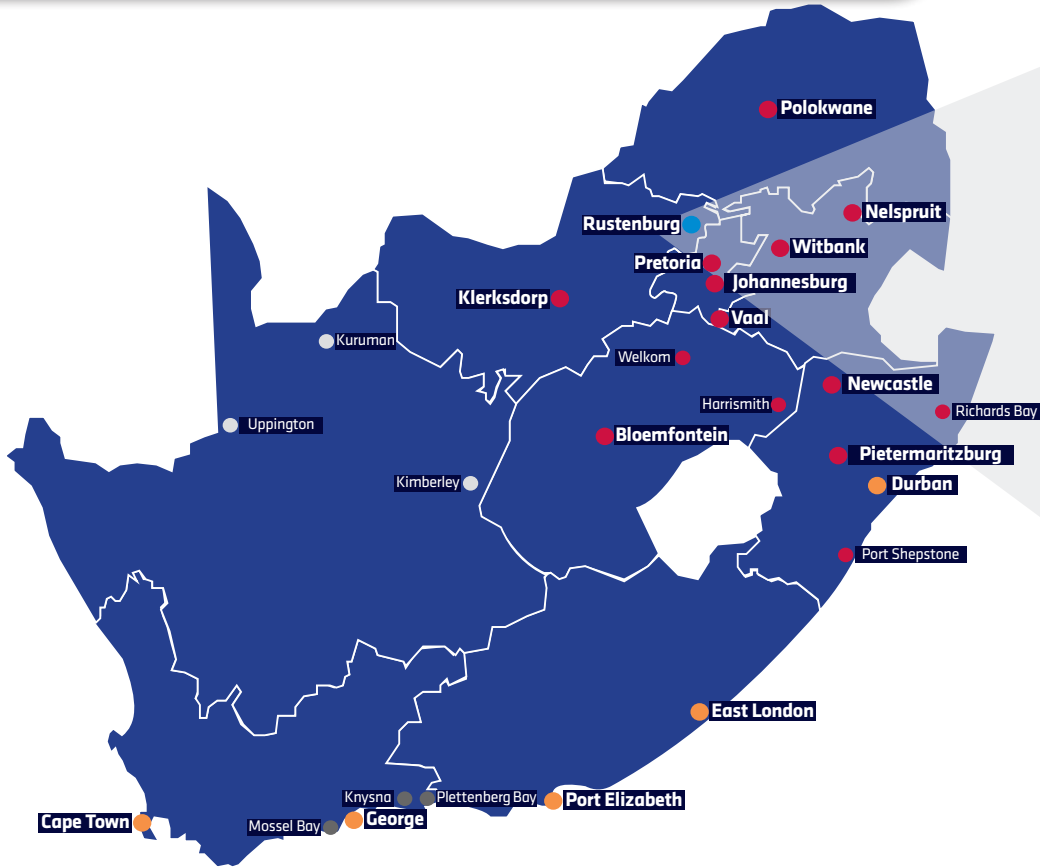 Polokwane
Nelspruit
Rustenburg
Witbank
Pretoria
Johannesburg
Klerksdorp
Vaal
Kuruman
Welkom
Newcastle
Harrismith
Richards Bay
Uppington
Bloemfontein
Pietermaritzburg
Kimberley
Durban
Port Shepstone
East London
Knysna
Plettenberg Bay
Port Elizabeth
Cape Town
Mossel Bay
George